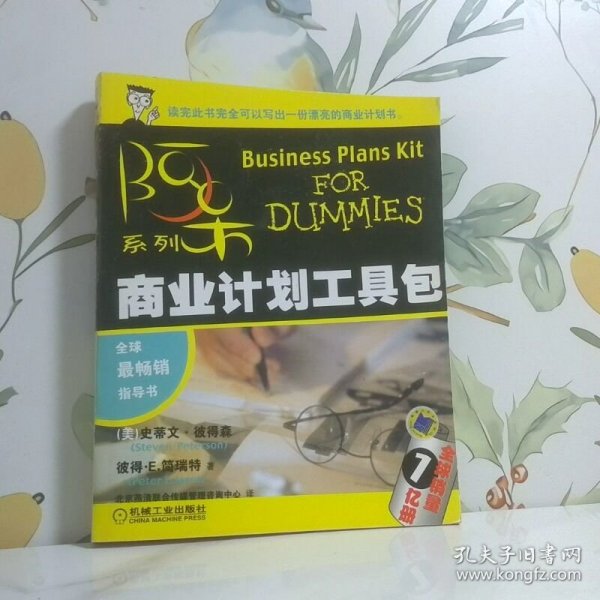 读完此书完全可以写出一份漂亮的商业计划书。
阿呆
系列
Business Plans Kit
FOR
DUMMIES
商业计划工具包
全球
最畅销
指导书
(美)史蒂文·彼得森
(Steven Peterson)
彼得·E.简瑞特 著
北京燕清联合传媒管理咨询中心 译
机械工业出版社
CHINA MACHINE PRESS
全球销量
1
亿册
孔夫子旧书网
www.kongfz.com